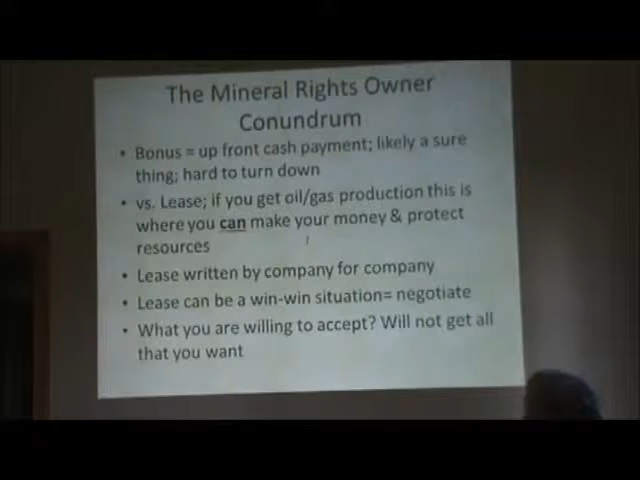 The Mineral Rights Owner
Conundrum
• Bonus = up front cash payment; likely a sure
thing; hard to turn down
• vs. Lease; if you get oil/gas production this is
where you can make your money & protect
resources
• Lease written by company for company
• Lease can be a win-win situation= negotiate
• What you are willing to accept? Will not get all
that you want